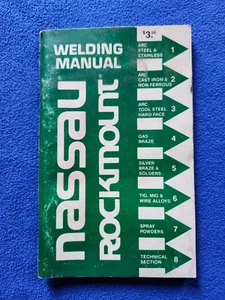 $3.50
WELDING
MANUAL
nassau
ROCKMOUNT
ARC
STEEL &
STAINLESS
1
ARC
CAST IRON &
NON FERROUS
2
ARC
TOOL STEEL
HARD FACE
3
GAS
BRAZE
4
SILVER
BRAZE &
SOLDERS
5
TIG, MIG &
WIRE ALLOYS
6
SPRAY
POWDERS
7
TECHNICAL
SECTION
8